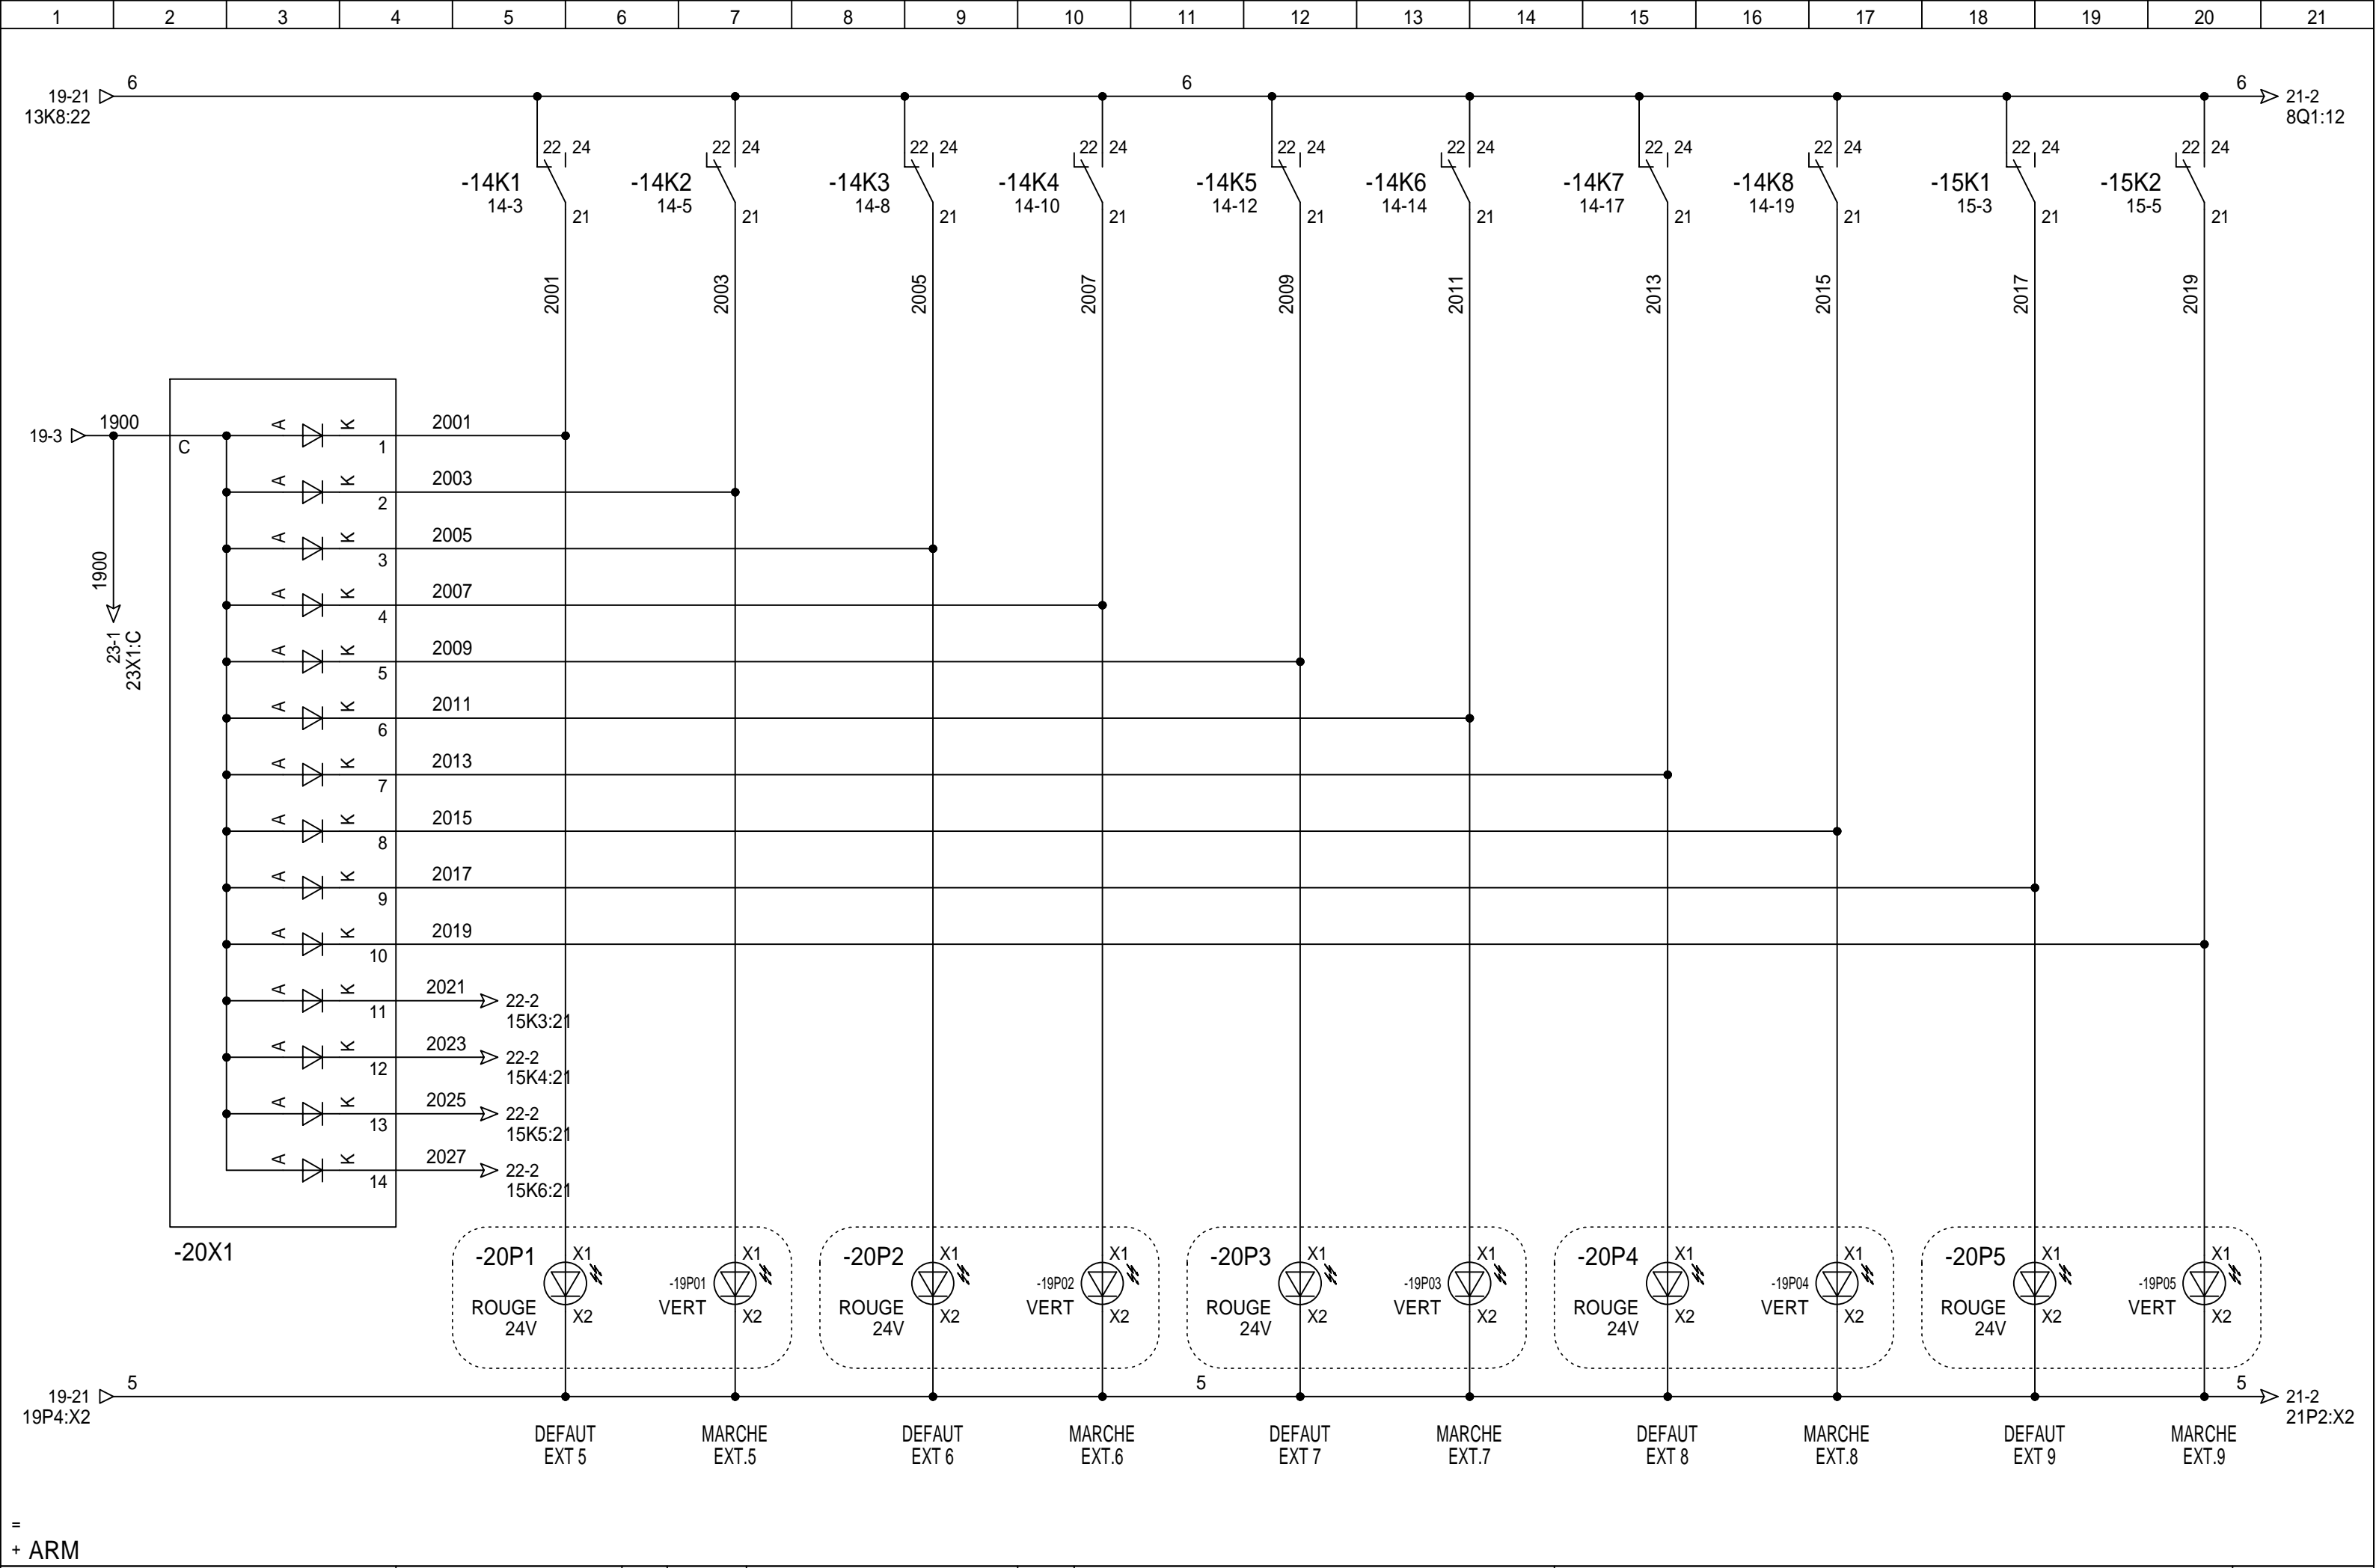 1 2 3 4 5 6 7 8 9 10 11 12 13 14 15 16 17 18 19 20 21
6 6 6
19-21 21-2
13K8:22 8Q1:12
22 24 22 24 22 24 22 24 22 24 22 24 22 24 22 24 22 24 22 24
-14K1 -14K2 -14K3 -14K4 -14K5 -14K6 -14K7 -14K8 -15K1 -15K2
14-3 14-5 14-8 14-10 14-12 14-14 14-17 14-19 15-3 15-5
21 21 21 21 21 21 21 21 21 21
2001 2003 2005 2007 2009 2011 2013 2015 2017 2019
19-3 1900 C A K 1 2001
A K 2 2003
A K 3 2005
1900
23-1
23X1:C
A K 4 2007
A K 5 2009
A K 6 2011
A K 7 2013
A K 8 2015
A K 9 2017
A K 10 2019
A K 11 2021 22-2
15K3:21
A K 12 2023 22-2
15K4:21
A K 13 2025 22-2
15K5:21
A K 14 2027 22-2
15K6:21
-20X1
X1 X1 X1 X1 X1 X1 X1 X1 X1 X1
-20P1 -19P01 -20P2 -19P02 -20P3 -19P03 -20P4 -19P04 -20P5 -19P05
ROUGE VERT ROUGE VERT ROUGE VERT ROUGE VERT ROUGE VERT
X2 X2 X2 X2 X2 X2 X2 X2 X2 X2
24V 24V 24V 24V 24V
5 5 5
19-21 21-2
19P4:X2 21P2:X2
DEFAUT MARCHE DEFAUT MARCHE DEFAUT MARCHE DEFAUT MARCHE DEFAUT MARCHE
EXT 5 EXT.5 EXT 6 EXT.6 EXT 7 EXT.7 EXT 8 EXT.8 EXT 9 EXT.9
=
+ ARM